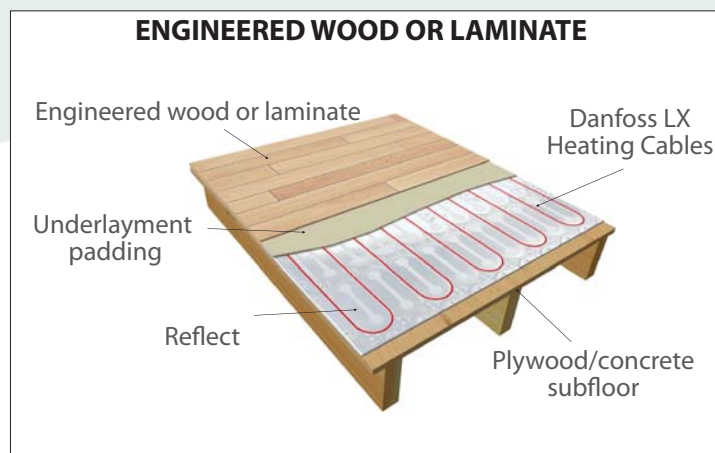 ENGINEERED WOOD OR LAMINATE
Engineered wood or laminate
Danfoss LX
Heating Cables
Underlayment
padding
Reflect
Plywood/concrete
subfloor